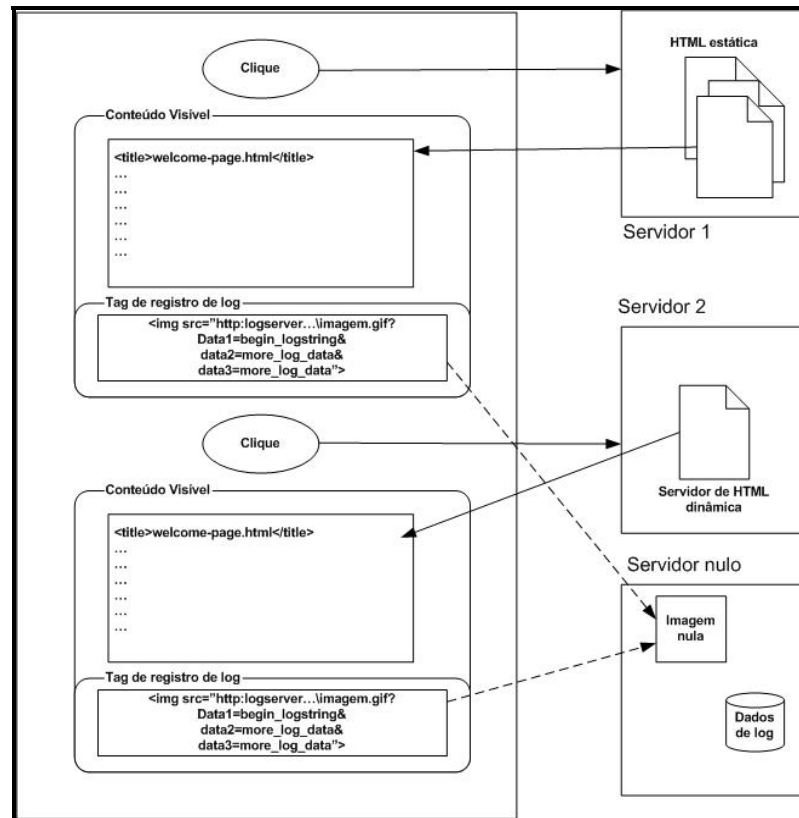 Clique
HTML estática
Conteúdo Visível
<title>welcome-page.html</title>
...
...
...
...
...
...
Servidor 1
Tag de registro de log
<img src="http:logserver...\imagem.gif?
Data1=begin_logstring&
data2=more_log_data&
data3=more_log_data">
Servidor 2
Clique
Servidor de HTML
dinâmica
Conteúdo Visível
<title>welcome-page.html</title>
...
...
...
...
...
...
Servidor nulo
Imagem
nula
Tag de registro de log
<img src="http:logserver...\imagem.gif?
Data1=begin_logstring&
data2=more_log_data&
data3=more_log_data">
Dados
de log